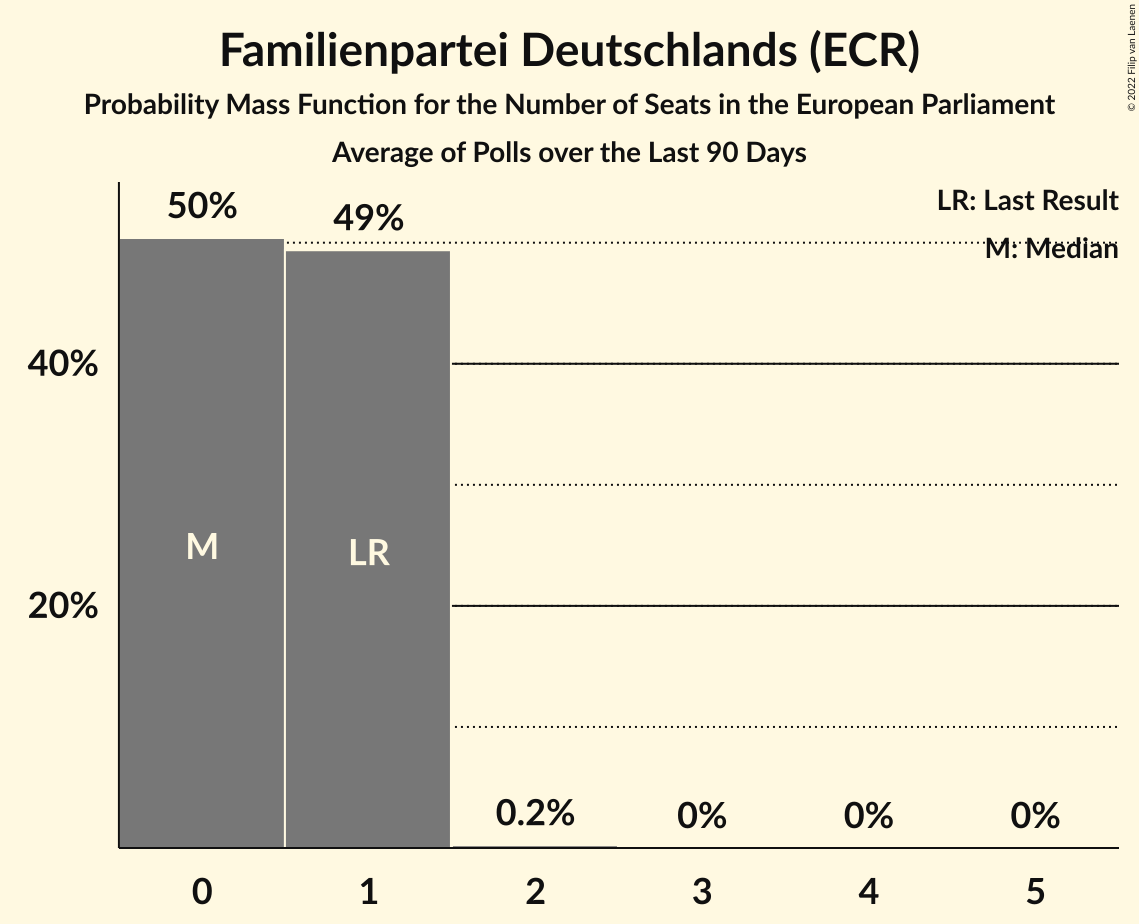 Familienpartei Deutschlands (ECR)
Probability Mass Function for the Number of Seats in the European Parliament
Average of Polls over the Last 90 Days
© 2022 Filip van Laenen
LR: Last Result
M: Median
50%
49%
40%
M
LR
20%
0.2%
0%
0%
0%
0
1
2
3
4
5